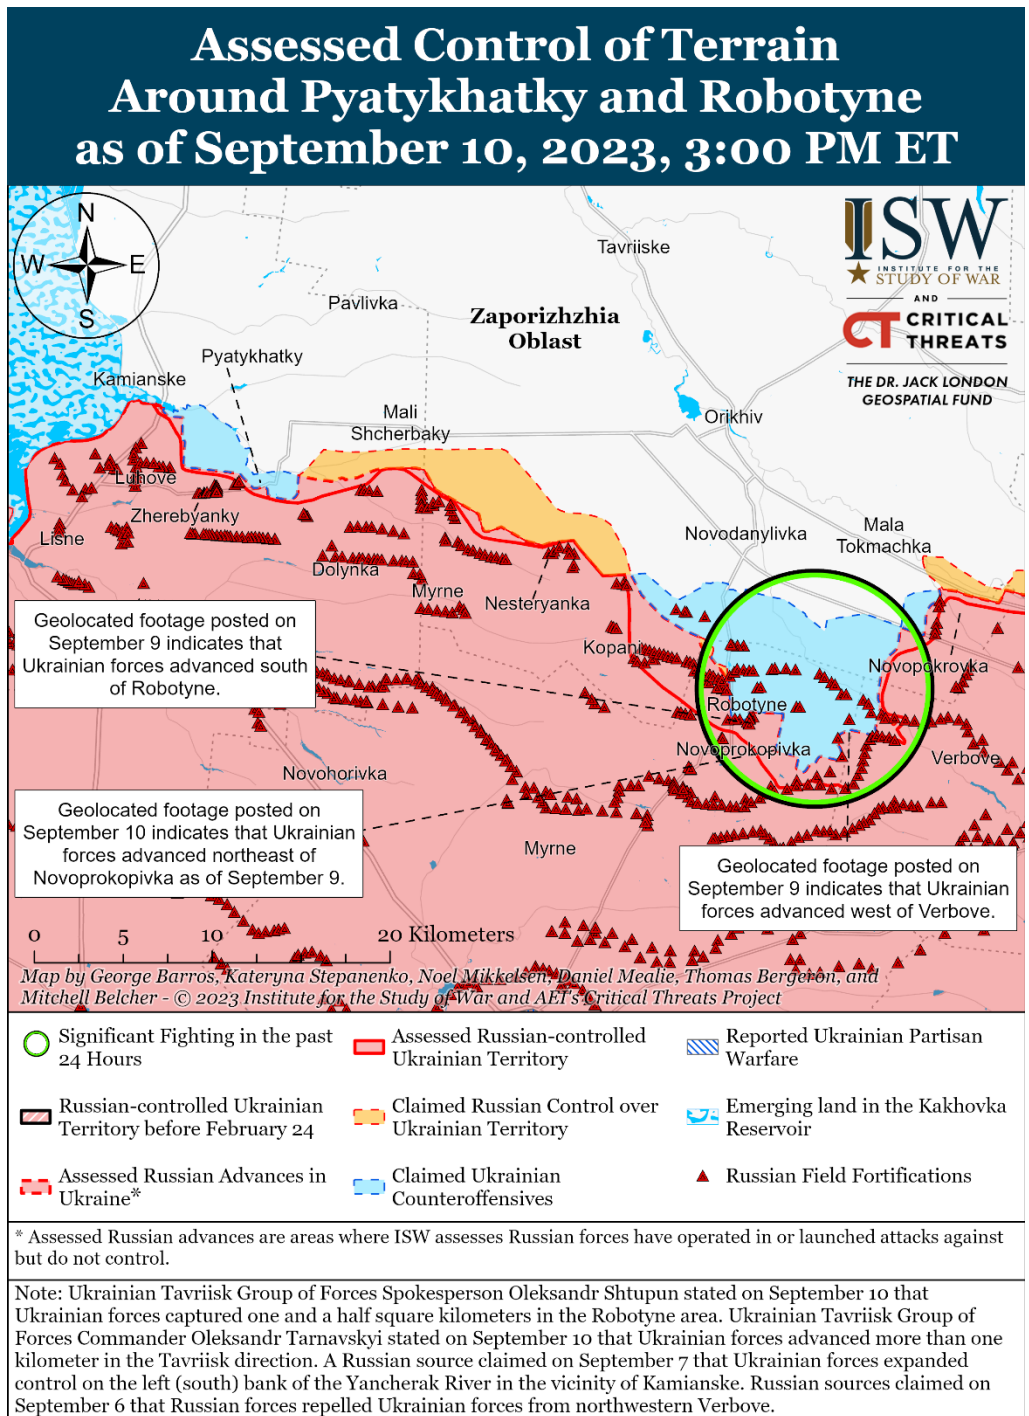 Assessed Control of Terrain
Around Pyatykhatky and Robotyne
as of September 10, 2023, 3:00 PM ET
N
W
E
S
ISW
INSTITUTE FOR THE
STUDY OF WAR
AND
CT CRITICAL
THREATS
THE DR. JACK LONDON
GEOSPATIAL FUND
Tavriiske
Pavlivka
Zaporizhzhia
Oblast
Pyatykhatky
Kamianske
Mali
Shcherbaky
Orikhiv
Luhove
Zherebyanky
Lisne
Novodanylivka
Mala
Tokmachka
Dolynka
Myrne
Nesteryanka
Kopani
Novopokrovka
Robotyne
Novoprokopivka
Verbove
Novohorivka
Myrne
Geolocated footage posted on
September 9 indicates that
Ukrainian forces advanced south
of Robotyne.
Geolocated footage posted on
September 10 indicates that Ukrainian
forces advanced northeast of
Novoprokopivka as of September 9.
Geolocated footage posted on
September 9 indicates that Ukrainian
forces advanced west of Verbove.
0 5 10 20 Kilometers
Map by George Barros, Kateryna Stepanenko, Noel Mikkelsen, Daniel Mealie, Thomas Bergeron, and
Mitchell Belcher - © 2023 Institute for the Study of War and AEI's Critical Threats Project
Significant Fighting in the past
24 Hours
Assessed Russian-controlled
Ukrainian Territory
Reported Ukrainian Partisan
Warfare
Russian-controlled Ukrainian
Territory before February 24
Claimed Russian Control over
Ukrainian Territory
Emerging land in the Kakhovka
Reservoir
Assessed Russian Advances in
Ukraine*
Claimed Ukrainian
Counteroffensives
Russian Field Fortifications
* Assessed Russian advances are areas where ISW assesses Russian forces have operated in or launched attacks against
but do not control.
Note: Ukrainian Tavriisk Group of Forces Spokesperson Oleksandr Shtupun stated on September 10 that
Ukrainian forces captured one and a half square kilometers in the Robotyne area. Ukrainian Tavriisk Group of
Forces Commander Oleksandr Tarnavskyi stated on September 10 that Ukrainian forces advanced more than one
kilometer in the Tavriisk direction. A Russian source claimed on September 7 that Ukrainian forces expanded
control on the left (south) bank of the Yancherak River in the vicinity of Kamianske. Russian sources claimed on
September 6 that Russian forces repelled Ukrainian forces from northwestern Verbove.